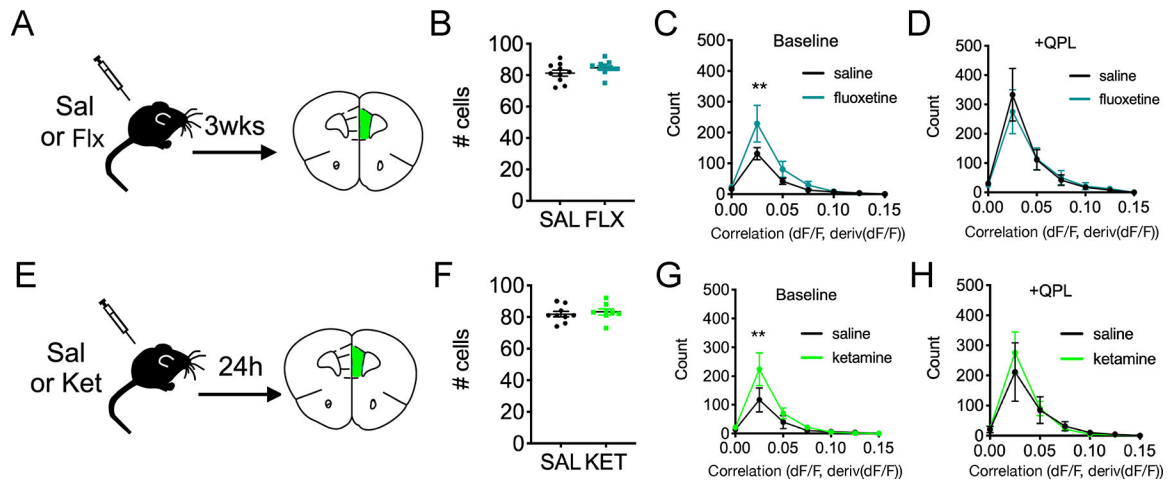 A
Sal
or Flx
3wks
B
# cells
100
80
60
40
20
0
SAL FLX
C
Baseline
Count
500
400
300
200
100
0
**
saline
fluoxetine
0.00 0.05 0.10 0.15
Correlation (dF/F, deriv(dF/F))
D
+QPL
Count
500
400
300
200
100
0
saline
fluoxetine
0.00 0.05 0.10 0.15
Correlation (dF/F, deriv(dF/F))
E
Sal
or Ket
24h
F
# cells
100
80
60
40
20
0
SAL KET
G
Baseline
Count
500
400
300
200
100
0
**
saline
ketamine
0.00 0.05 0.10 0.15
Correlation (dF/F, deriv(dF/F))
H
+QPL
Count
500
400
300
200
100
0
saline
ketamine
0.00 0.05 0.10 0.15
Correlation (dF/F, deriv(dF/F))